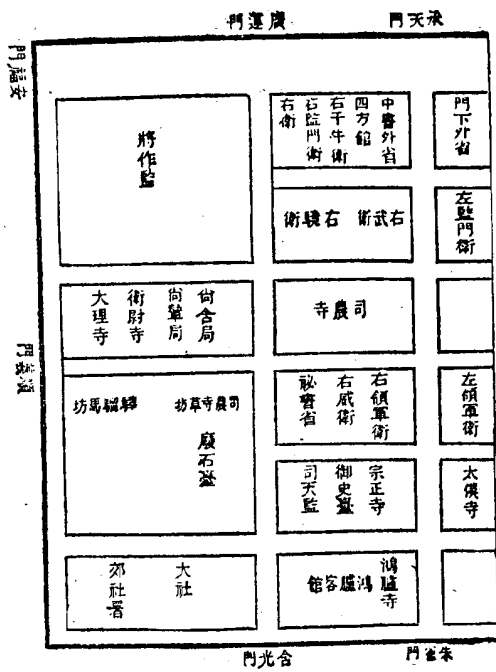 承天門
廣運門
安福門
門下外省
中書外省
四方館
右千牛衛
右監門衛
右衛
將作監
左監門衛
右武衛
右驍衛
司農寺
尚舍局
尚輦局
衛尉寺
大理寺
順義門
左領軍衛
右領軍衛
右威衛
祕書省
司農寺草坊
驊騮馬坊
廢石臺
太僕寺
宗正寺
御史臺
司天監
鴻臚寺
鴻臚客館
大社
郊社署
朱雀門
含光門